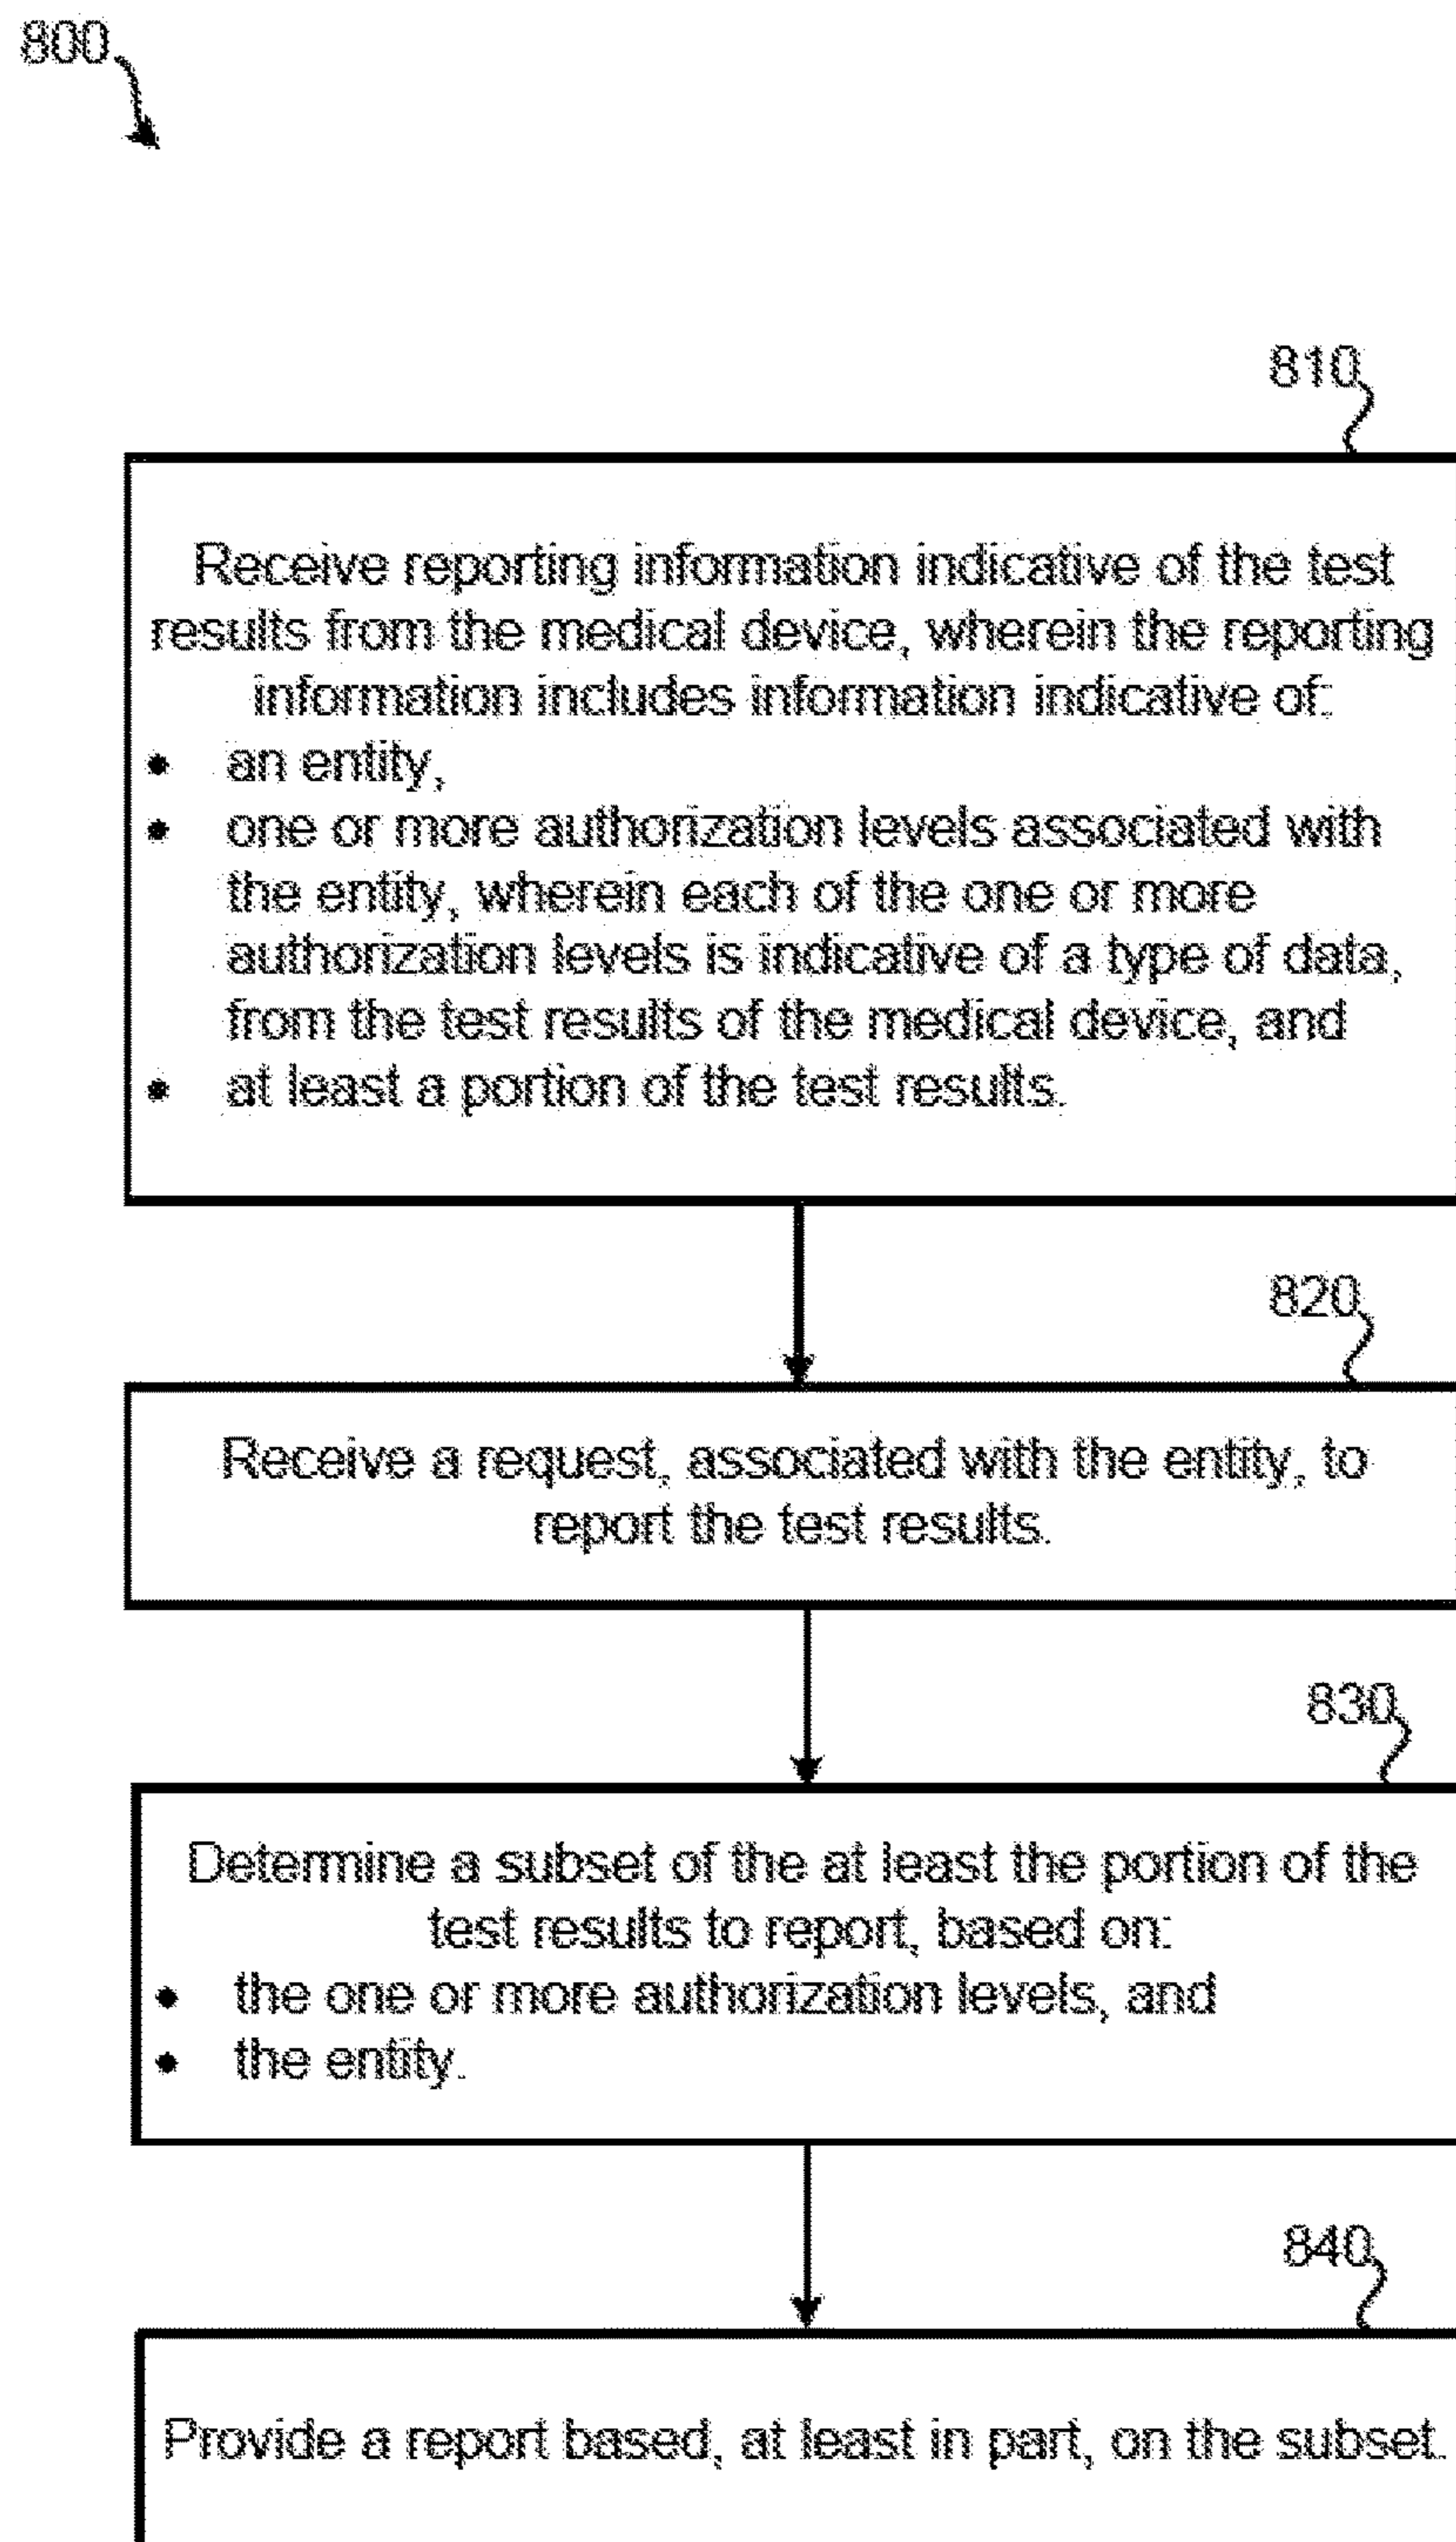 800
810
Receive reporting information indicative of the test
results from the medical device, wherein the reporting
information includes information indicative of:
• an entity,
• one or more authorization levels associated with
the entity, wherein each of the one or more
authorization levels is indicative of a type of data,
from the test results of the medical device, and
• at least a portion of the test results.
820
Receive a request, associated with the entity, to
report the test results.
830
Determine a subset of the at least the portion of the
test results to report, based on:
• the one or more authorization levels, and
• the entity.
840
Provide a report based, at least in part, on the subset.